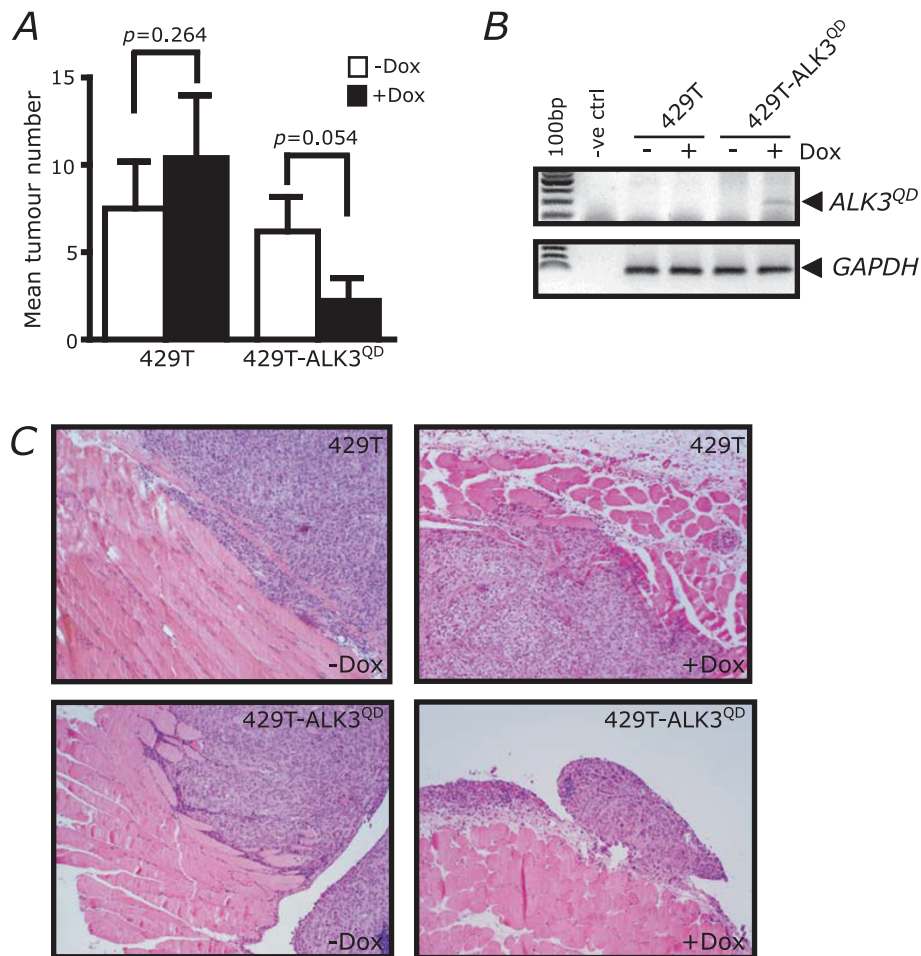 A
p=0.264
-Dox
+Dox
p=0.054
15
10
5
0
Mean tumour number
429T
429T-ALK3^QD
B
100bp
-ve ctrl
429T
429T-ALK3^QD
- + - + Dox
ALK3^QD
GAPDH
C
429T
-Dox
429T
+Dox
429T-ALK3^QD
-Dox
429T-ALK3^QD
+Dox